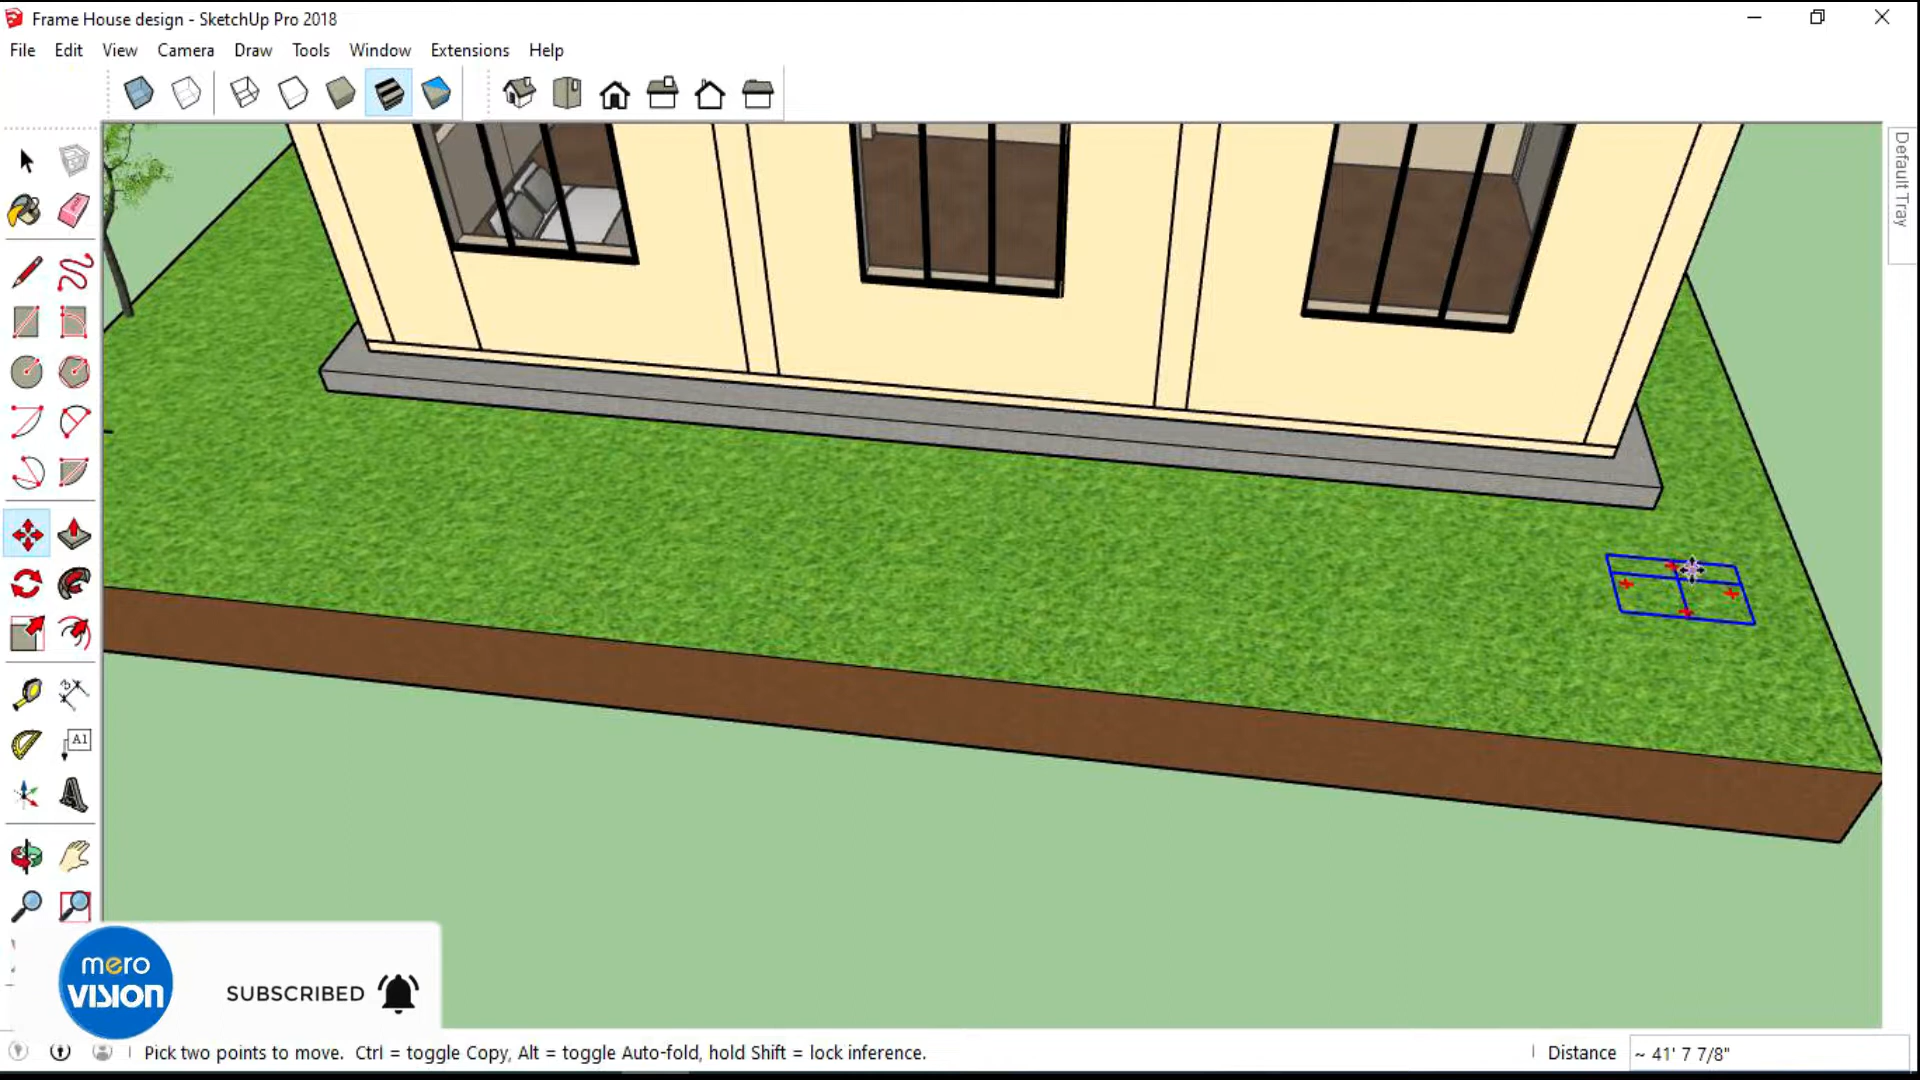 Frame House design - SketchUp Pro 2018
File Edit View Camera Draw Tools Window Extensions Help
Default Tray
A1
mero
VISION
SUBSCRIBED
Pick two points to move. Ctrl = toggle Copy, Alt = toggle Auto-fold, hold Shift = lock inference.
Distance ~ 41' 7 7/8"